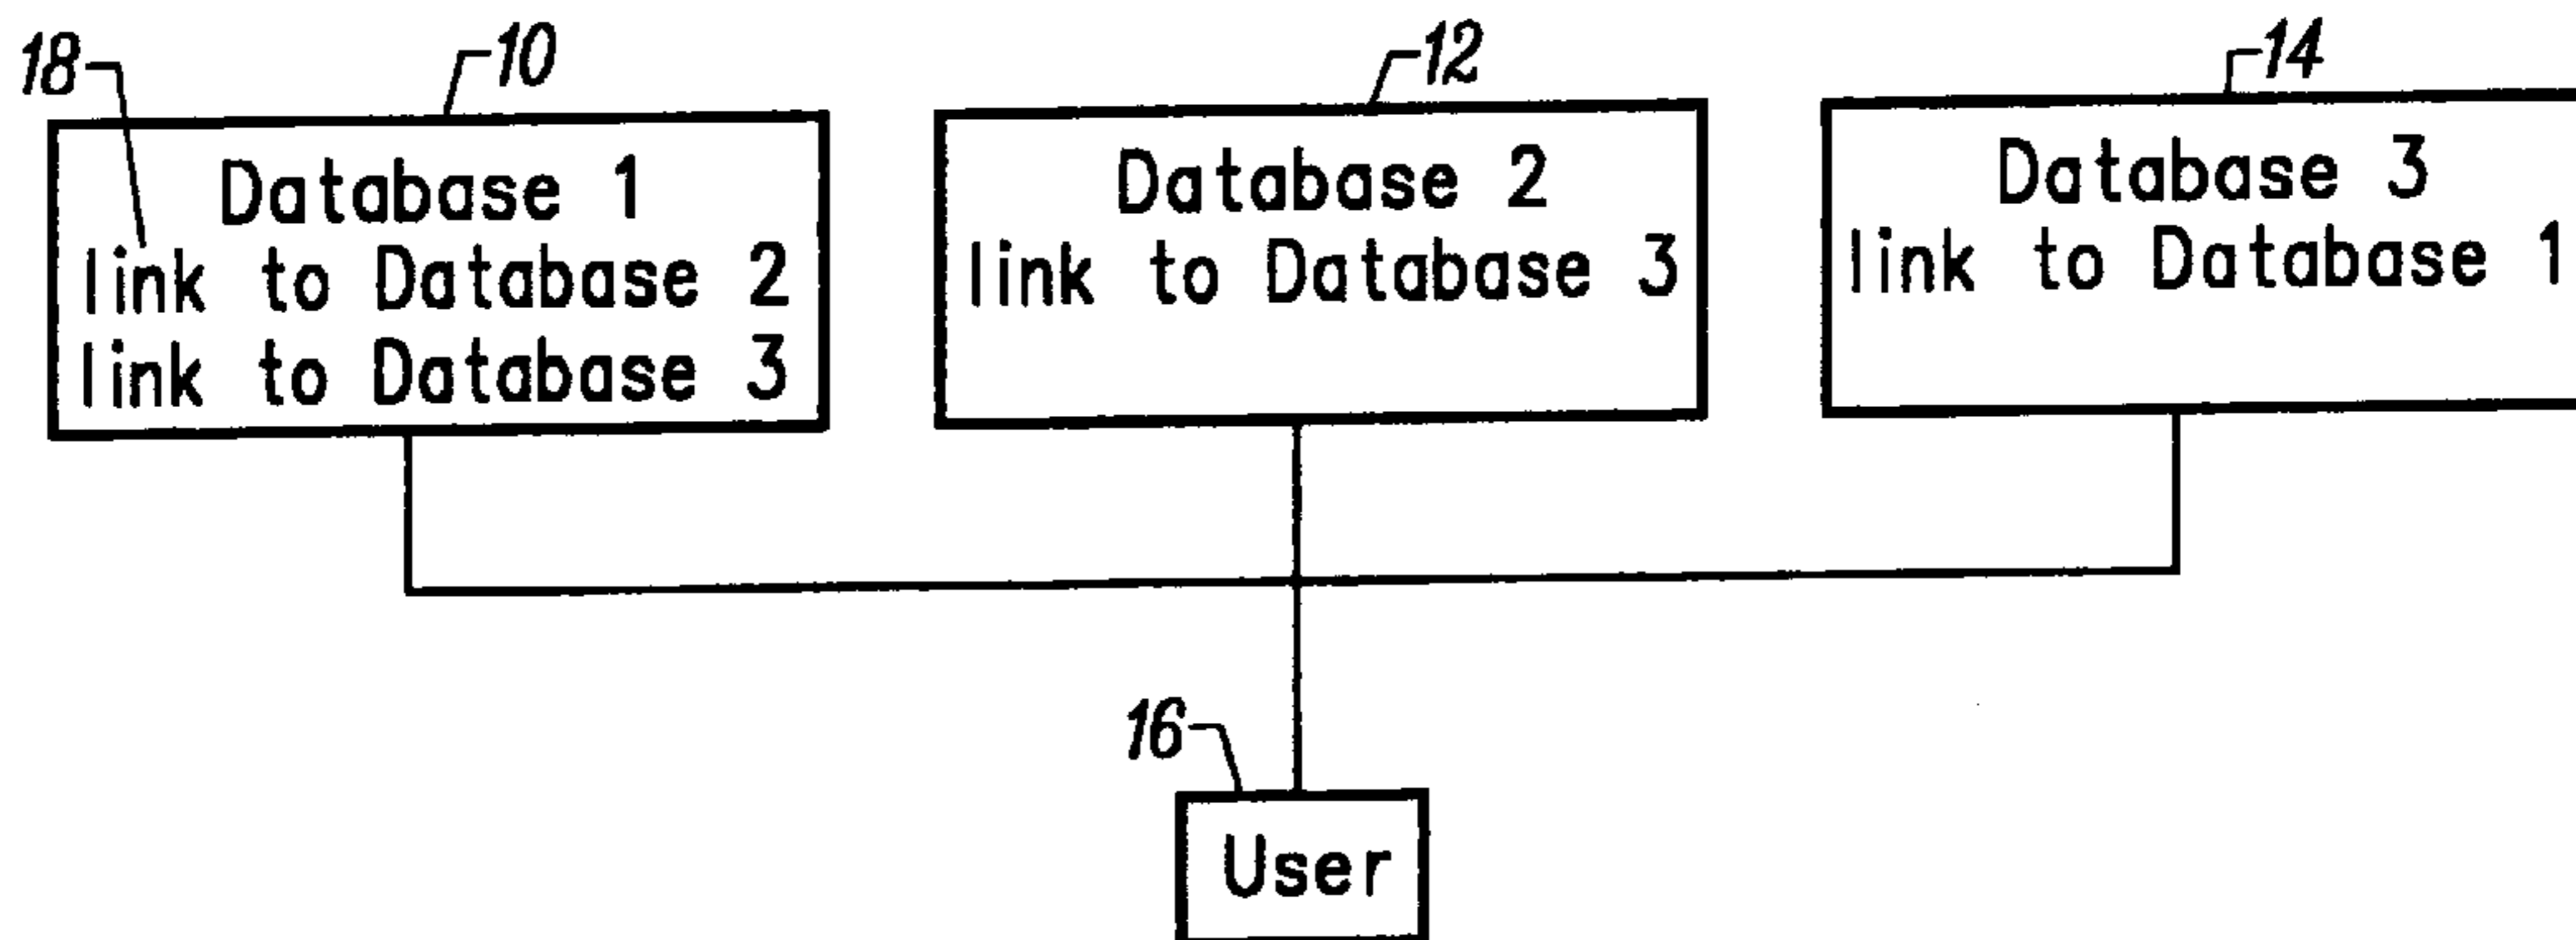 18
10
12
14
Database 1
link to Database 2
link to Database 3
Database 2
link to Database 3
Database 3
link to Database 1
16
User